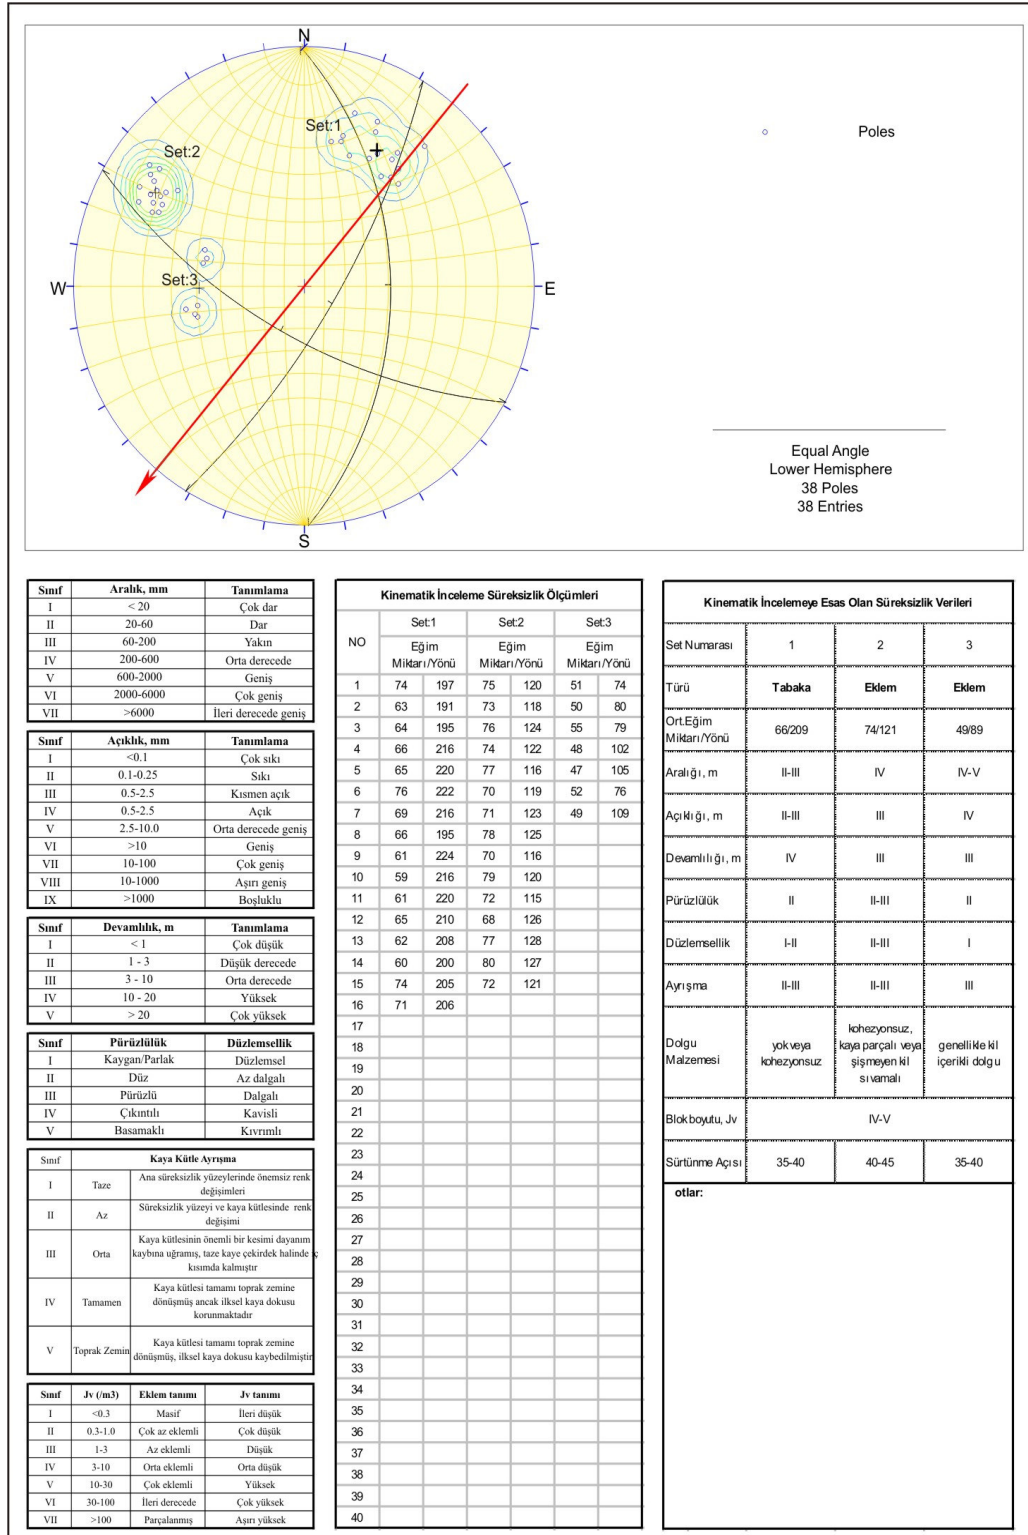 N
Set:1
Set:2
Set:3
W
E
S
Poles
Equal Angle
Lower Hemisphere
38 Poles
38 Entries
Sınıf Aralık, mm Tanımlama
I < 20 Çok dar
II 20-60 Dar
III 60-200 Yakın
IV 200-600 Orta derecede
V 600-2000 Geniş
VI 2000-6000 Çok geniş
VII >6000 İleri derecede geniş
Sınıf Açıklık, mm Tanımlama
I <0.1 Çok sıkı
II 0.1-0.25 Sıkı
III 0.5-2.5 Kısmen açık
IV 0.5-2.5 Açık
V 2.5-10.0 Orta derecede geniş
VI >10 Geniş
VII 10-100 Çok geniş
VIII 10-1000 Aşırı geniş
IX >1000 Boşluklu
Sınıf Devamlılık, m Tanımlama
I < 1 Çok düşük
II 1 - 3 Düşük derecede
III 3 - 10 Orta derecede
IV 10 - 20 Yüksek
V > 20 Çok yüksek
Sınıf Pürüzlülük Düzlemsellik
I Kaygan/Parlak Düzlemsel
II Düz Az dalgalı
III Pürüzlü Dalgalı
IV Çıkıntılı Kavisli
V Basamaklı Kıvrımlı
Sınıf Kaya Kütle Ayrışma
I Taze Ana süreksizlik yüzeylerinde önemsiz renk
değişimleri
II Az Süreksizlik yüzeyi ve kaya kütlesinde renk
değişimi
III Orta Kaya kütlesinin önemli bir kesimi dayanım
kaybına uğramış, taze kaye çekirdek halinde iç
kısımda kalmıştır
IV Tamamen Kaya kütlesi tamamı toprak zemine
dönüşmüş ancak ilksel kaya dokusu
korunmaktadır
V Toprak Zemin Kaya kütlesi tamamı toprak zemine
dönüşmüş, ilksel kaya dokusu kaybedilmiştir
Sınıf Jv (/m3) Eklem tanımı Jv tanımı
I <0.3 Masif İleri düşük
II 0.3-1.0 Çok az eklemli Çok düşük
III 1-3 Az eklemli Düşük
IV 3-10 Orta eklemli Orta düşük
V 10-30 Çok eklemli Yüksek
VI 30-100 İleri derecede Çok yüksek
VII >100 Parçalanmış Aşırı yüksek
Kinematik İnceleme Süreksizlik Ölçümleri
NO Set:1 Set:2 Set:3
Eğim Eğim Eğim
Miktarı/Yönü Miktarı/Yönü Miktarı/Yönü
1 74 197 75 120 51 74
2 63 191 73 118 50 80
3 64 195 76 124 55 79
4 66 216 74 122 48 102
5 65 220 77 116 47 105
6 76 222 70 119 52 76
7 69 216 71 123 49 109
8 66 195 78 125
9 61 224 70 116
10 59 216 79 120
11 61 220 72 115
12 65 210 68 126
13 62 208 77 128
14 60 200 80 127
15 74 205 72 121
16 71 206
17
18
19
20
21
22
23
24
25
26
27
28
29
30
31
32
33
34
35
36
37
38
39
40
Kinematik İncelemeye Esas Olan Süreksizlik Verileri
Set Numarası 1 2 3
Türü Tabaka Eklem Eklem
Ort.Eğim
Miktarı/Yönü 66/209 74/121 49/89
Aralığı, m II-III IV IV-V
Açıklığı, m II-III III IV
Devamlılığı, m IV III III
Pürüzlülük II II-III II
Düzlemsellik I-II II-III I
Ayrışma II-III II-III III
Dolgu
Malzemesi
yok veya
kohezyonsuz
kohezyonsuz,
kaya parçalı veya
şişmeyen kil
sıvamalı
genellikle kil
içerikli dolgu
Blok boyutu, Jv IV-V
Sürtünme Açısı 35-40 40-45 35-40
otlar: